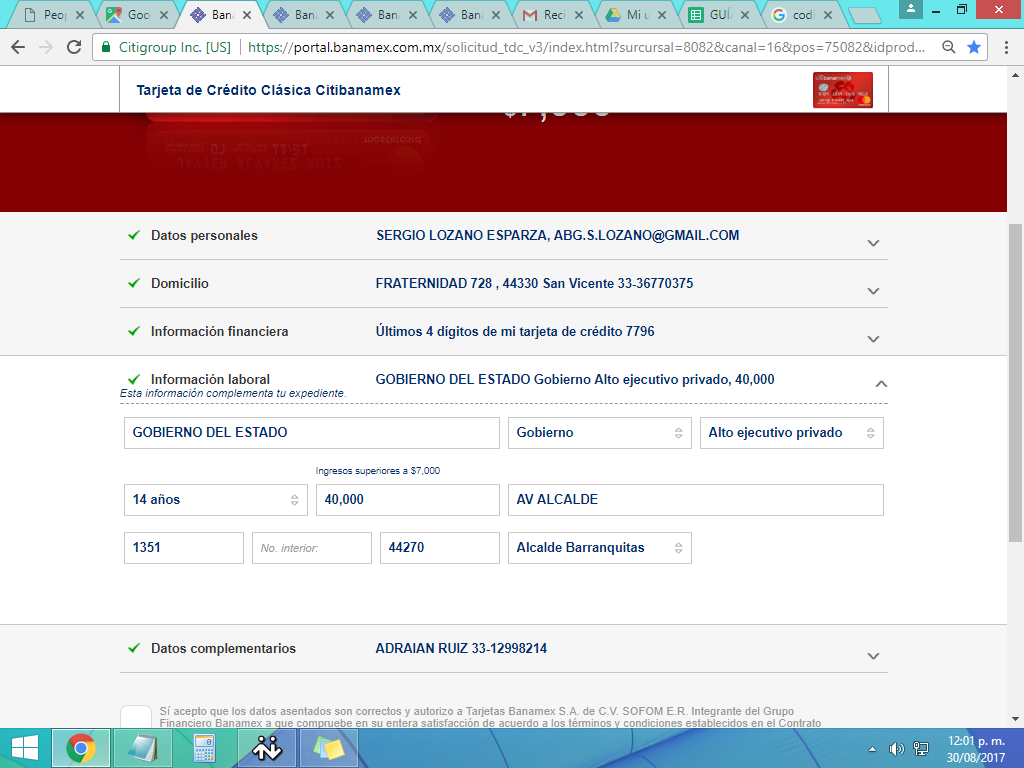 Peop
Goo
Ban
Ban
Ban
Ban
Reci
Mi u
GUÍA
codi
Citigroup Inc. [US] https://portal.banamex.com.mx/solicitud_tdc_v3/index.html?surcursal=8082&canal=16&pos=75082&idprod...
Tarjeta de Crédito Clásica Citibanamex
Datos personales SERGIO LOZANO ESPARZA, ABG.S.LOZANO@GMAIL.COM
Domicilio FRATERNIDAD 728 , 44330 San Vicente 33-36770375
Información financiera Últimos 4 dígitos de mi tarjeta de crédito 7796
Información laboral GOBIERNO DEL ESTADO Gobierno Alto ejecutivo privado, 40,000
Esta información complementa tu expediente.
GOBIERNO DEL ESTADO Gobierno Alto ejecutivo privado
Ingresos superiores a $7,000
14 años 40,000 AV ALCALDE
1351 No. interior: 44270 Alcalde Barranquitas
Datos complementarios ADRAIAN RUIZ 33-12998214
Sí acepto que los datos asentados son correctos y autorizo a Tarjetas Banamex S.A. de C.V. SOFOM E.R. Integrante del Grupo
Financiero Banamex a que compruebe en su entera satisfacción de acuerdo a los términos y condiciones establecidos en el Contrato
12:01 p. m.
30/08/2017